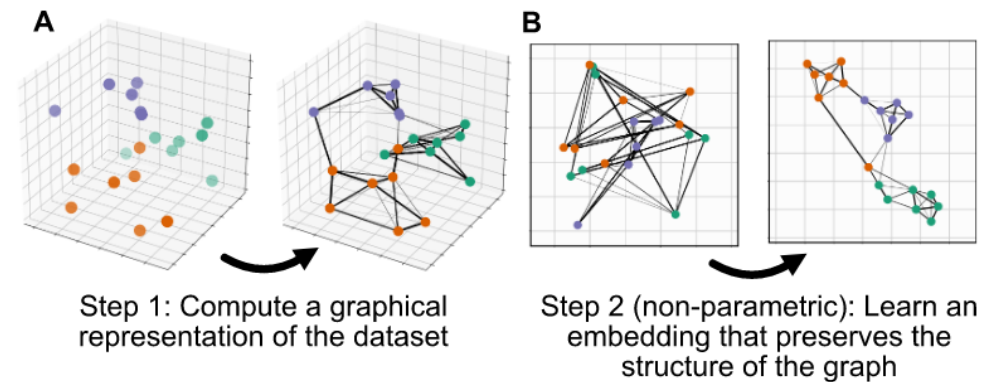 A
B
Step 1: Compute a graphical
representation of the dataset
Step 2 (non-parametric): Learn an
embedding that preserves the
structure of the graph